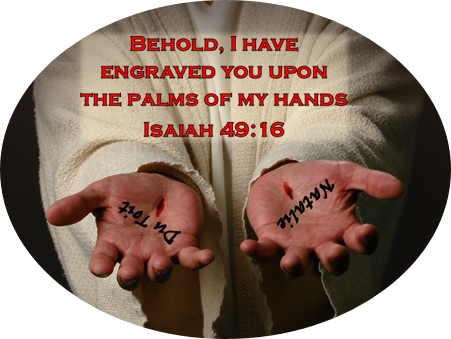 Behold, I have
engraved you upon
the palms of my hands
Isaiah 49:16
Du Toit
Natalie